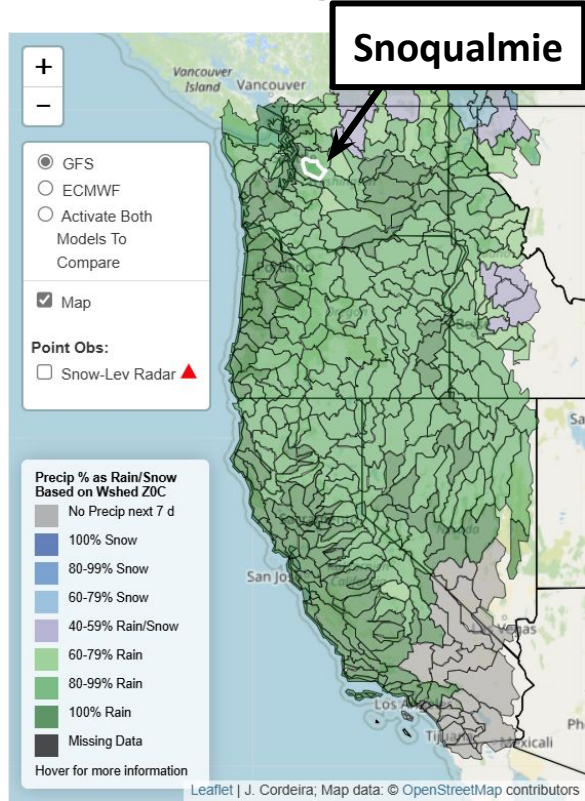 Snoqualmie
+
−
Vancouver
Island
Vancouver
GFS
ECMWF
Activate Both
Models To
Compare
Map
Point Obs:
Snow-Lev Radar
Precip % as Rain/Snow
Based on Wshed Z0C
No Precip next 7 d
100% Snow
80-99% Snow
60-79% Snow
40-59% Rain/Snow
60-79% Rain
80-99% Rain
100% Rain
Missing Data
Hover for more information
Las Vegas
Mexicali
Leaflet | J. Cordeira; Map data: © OpenStreetMap contributors